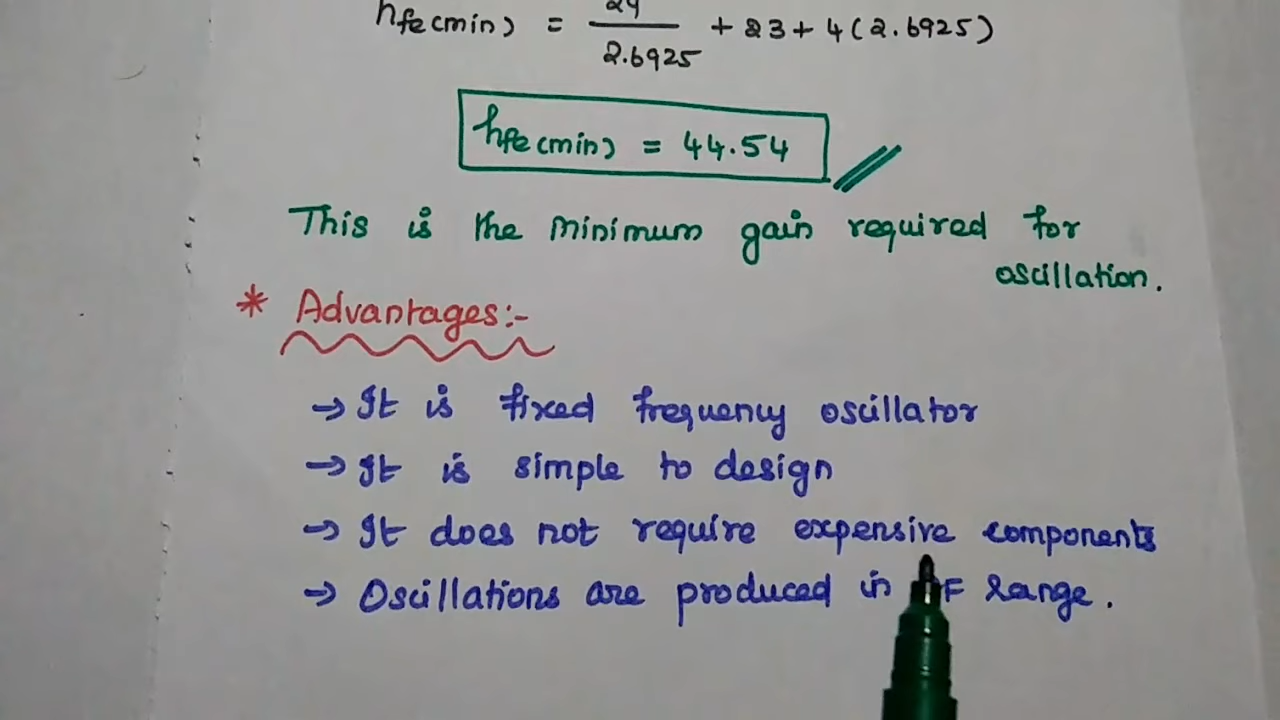 hfe(min) = 29 / 2.6925 + 23 + 4(2.6925)
hfe(min) = 44.54
This is the minimum gain required for
oscillation.
* Advantages:-
→ It is fixed frequency oscillator
→ It is simple to design
→ It does not require expensive components
→ Oscillations are produced in range.